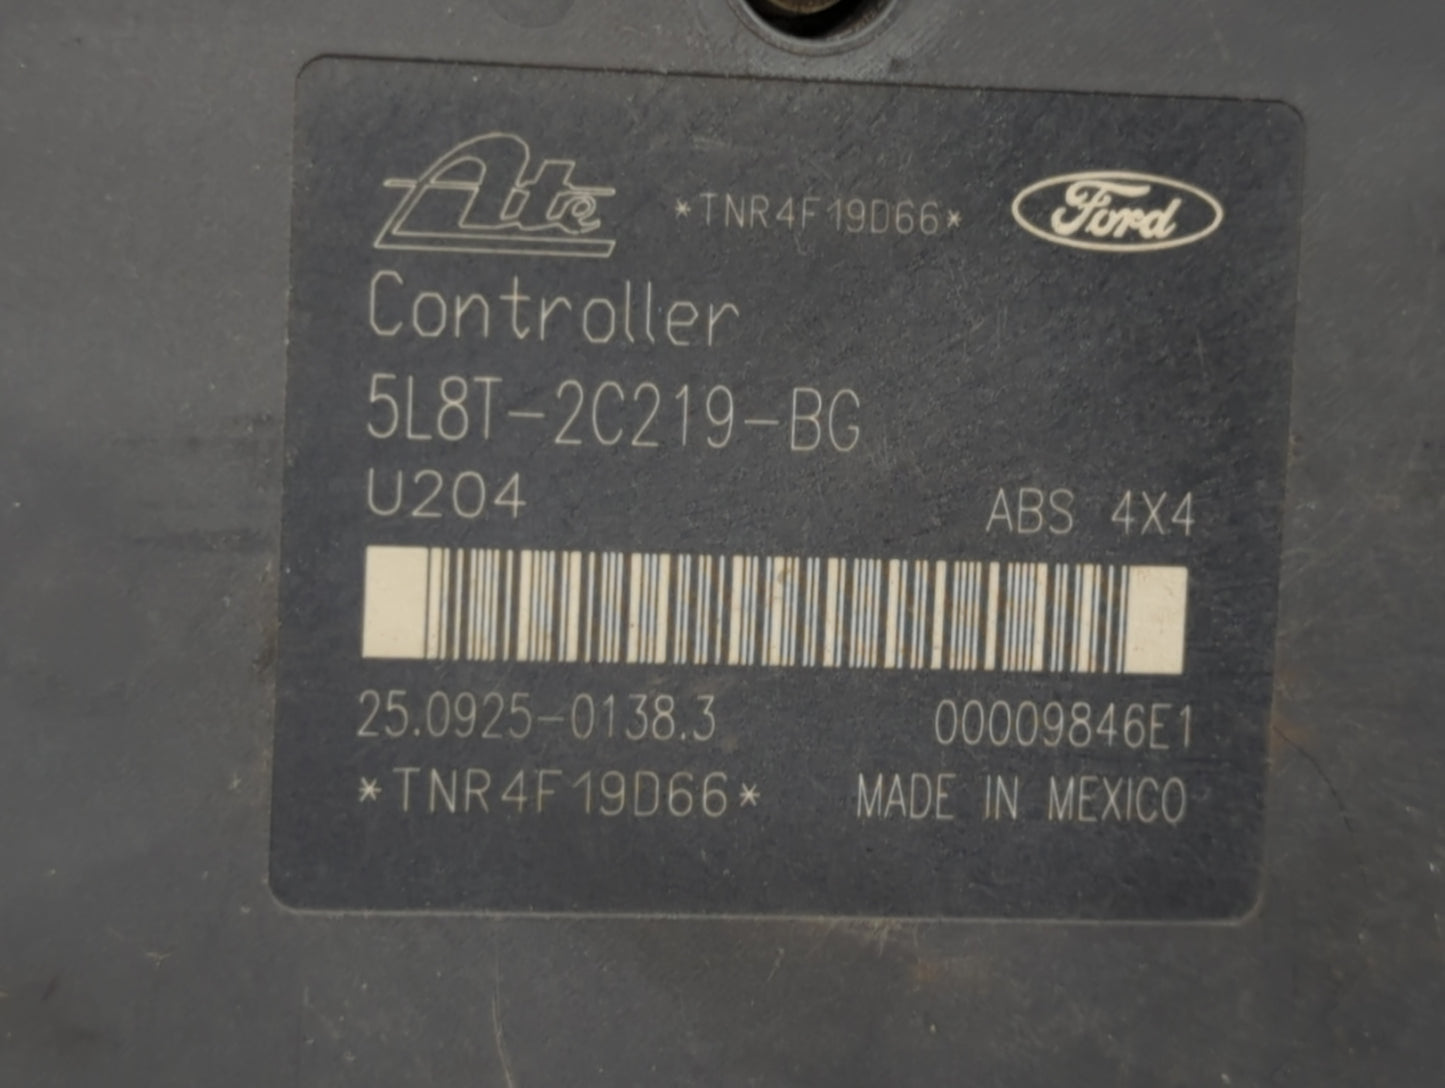 Ate *TNR4F19D66* Ford
Controller
5L8T-2C219-BG
U204 ABS 4X4
25.0925-0138.3 00009846E1
*TNR4F19D66* MADE IN MEXICO